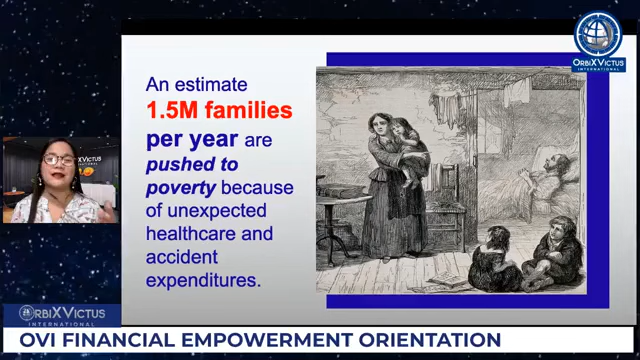 ORBIXVICTUS
INTERNATIONAL
An estimate
1.5M families
per year are
pushed to
poverty because
of unexpected
healthcare and
accident
expenditures.
ORBIXVICTUS
INTERNATIONAL
OVI FINANCIAL EMPOWERMENT ORIENTATION